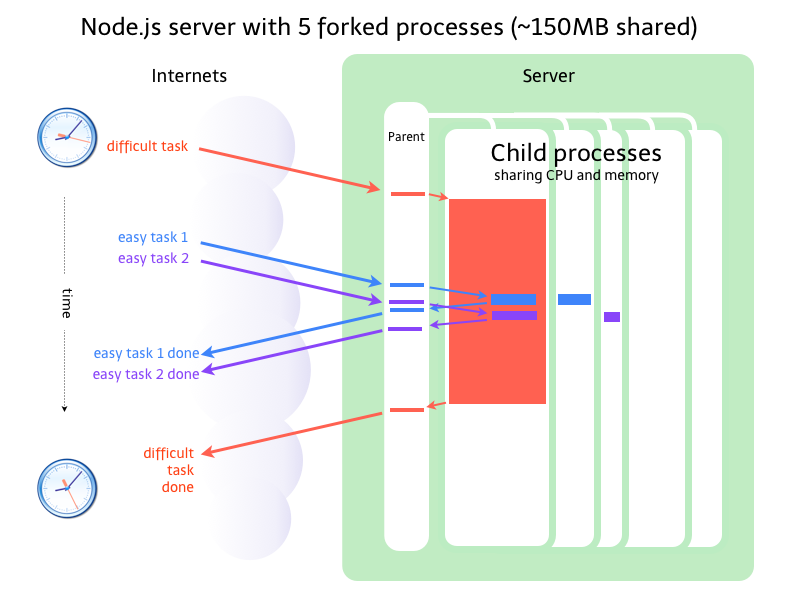 Node.js server with 5 forked processes (~150MB shared)
Internets
Server
Parent
difficult task
Child processes
sharing CPU and memory
easy task 1
easy task 2
time
easy task 1 done
easy task 2 done
difficult
task
done